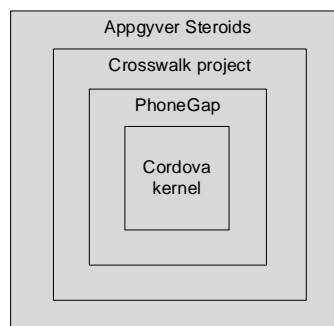 Appgyver Steroids
Crosswalk project
PhoneGap
Cordova
kernel